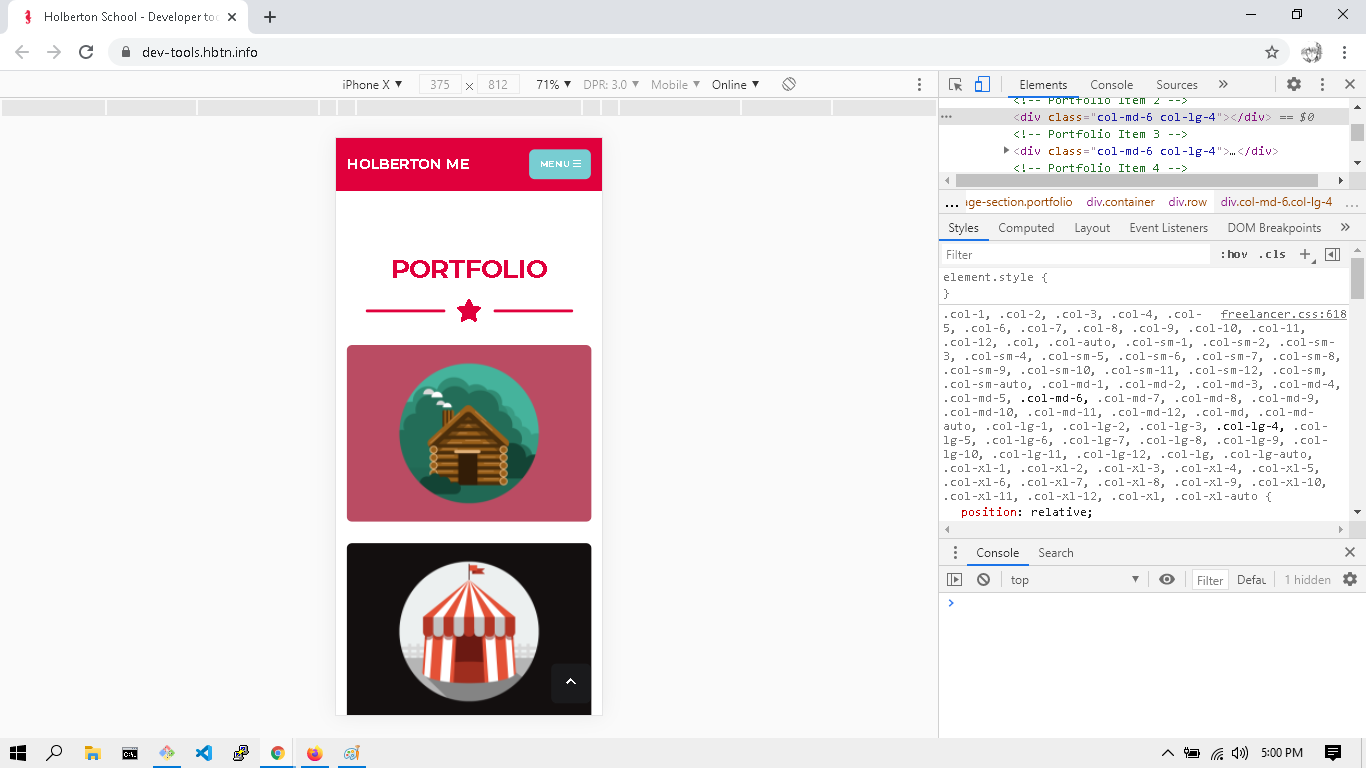 Holberton School - Developer too
dev-tools.hbtn.info
iPhone X ▼ 375 × 812 71% ▼ DPR: 3.0 ▼ Mobile ▼ Online ▼
HOLBERTON ME
MENU ☰
PORTFOLIO
Elements Console Sources »
<!-- Portfolio Item 2 -->
… <div class="col-md-6 col-lg-4"></div> == $0
<!-- Portfolio Item 3 -->
▶<div class="col-md-6 col-lg-4">…</div>
<!-- Portfolio Item 4 -->
... age-section.portfolio div.container div.row div.col-md-6.col-lg-4 ...
Styles Computed Layout Event Listeners DOM Breakpoints »
Filter :hov .cls +
element.style {
}
.col-1, .col-2, .col-3, .col-4, .col- freelancer.css:618
5, .col-6, .col-7, .col-8, .col-9, .col-10, .col-11,
.col-12, .col, .col-auto, .col-sm-1, .col-sm-2, .col-sm-
3, .col-sm-4, .col-sm-5, .col-sm-6, .col-sm-7, .col-sm-8,
.col-sm-9, .col-sm-10, .col-sm-11, .col-sm-12, .col-sm,
.col-sm-auto, .col-md-1, .col-md-2, .col-md-3, .col-md-4,
.col-md-5, .col-md-6, .col-md-7, .col-md-8, .col-md-9,
.col-md-10, .col-md-11, .col-md-12, .col-md, .col-md-
auto, .col-lg-1, .col-lg-2, .col-lg-3, .col-lg-4, .col-
lg-5, .col-lg-6, .col-lg-7, .col-lg-8, .col-lg-9, .col-
lg-10, .col-lg-11, .col-lg-12, .col-lg, .col-lg-auto,
.col-xl-1, .col-xl-2, .col-xl-3, .col-xl-4, .col-xl-5,
.col-xl-6, .col-xl-7, .col-xl-8, .col-xl-9, .col-xl-10,
.col-xl-11, .col-xl-12, .col-xl, .col-xl-auto {
position: relative;
Console Search
top ▼ Filter Defau 1 hidden
>
5:00 PM